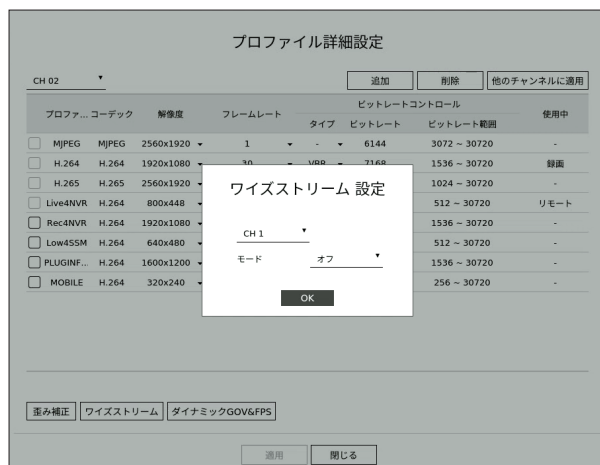 プロファイル詳細設定
CH 02 追加 削除 他のチャンネルに適用
プロファ... コーデック 解像度 フレームレート ビットレートコントロール 使用中
タイプ ビットレート ビットレート範囲
MJPEG MJPEG 2560x1920 1 - 6144 3072 ~ 30720 -
H.264 H.264 1920x1080 30 VBR 7168 1536 ~ 30720 録画
H.265 H.265 2560x1920 1024 ~ 30720 -
Live4NVR H.264 800x448 512 ~ 30720 リモート
Rec4NVR H.264 1920x1080 1536 ~ 30720 -
Low4SSM H.264 640x480 512 ~ 30720 -
PLUGINF... H.264 1600x1200 1536 ~ 30720 -
MOBILE H.264 320x240 256 ~ 30720 -
ワイズストリーム 設定
CH 1
モード オフ
OK
歪み補正 ワイズストリーム ダイナミックGOV&FPS
適用 閉じる